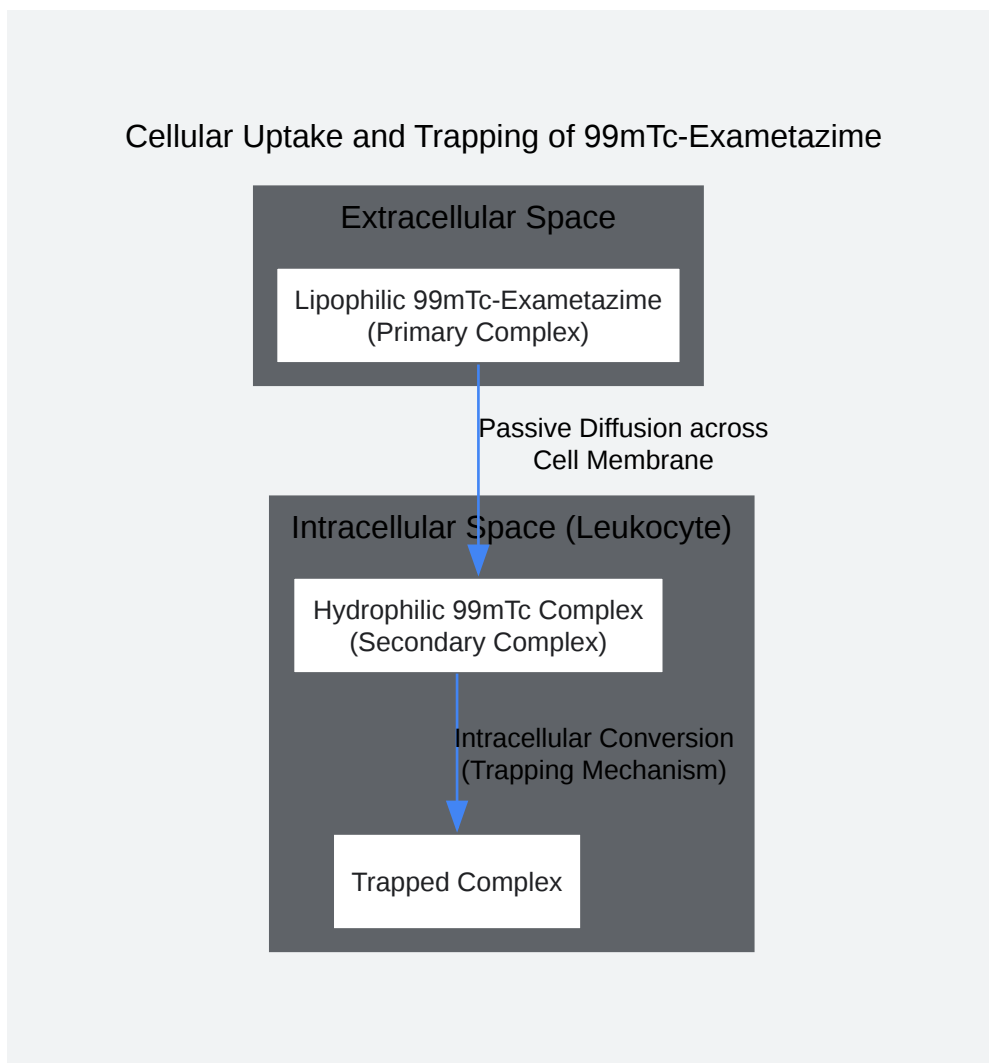 Cellular Uptake and Trapping of 99mTc-Exametazime
Extracellular Space
Lipophilic 99mTc-Exametazime
(Primary Complex)
Passive Diffusion across
Cell Membrane
Intracellular Space (Leukocyte)
Hydrophilic 99mTc Complex
(Secondary Complex)
Intracellular Conversion
(Trapping Mechanism)
Trapped Complex